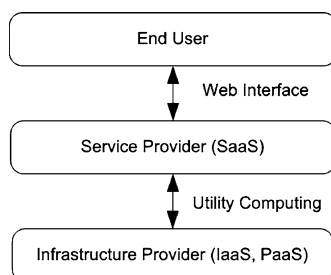 End User
Web Interface
Service Provider (SaaS)
Utility Computing
Infrastructure Provider (IaaS, PaaS)